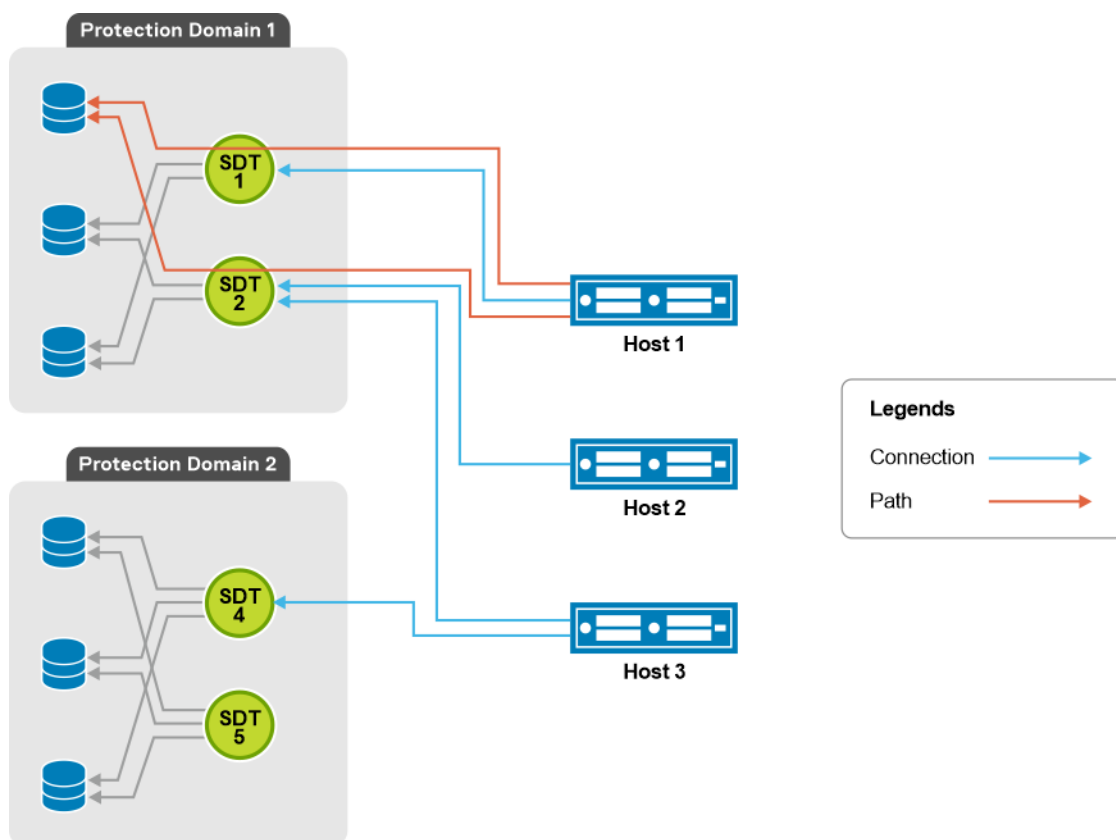 Protection Domain 1
SDT
1
SDT
2
Host 1
Host 2
Legends
Connection
Path
Protection Domain 2
SDT
4
SDT
5
Host 3